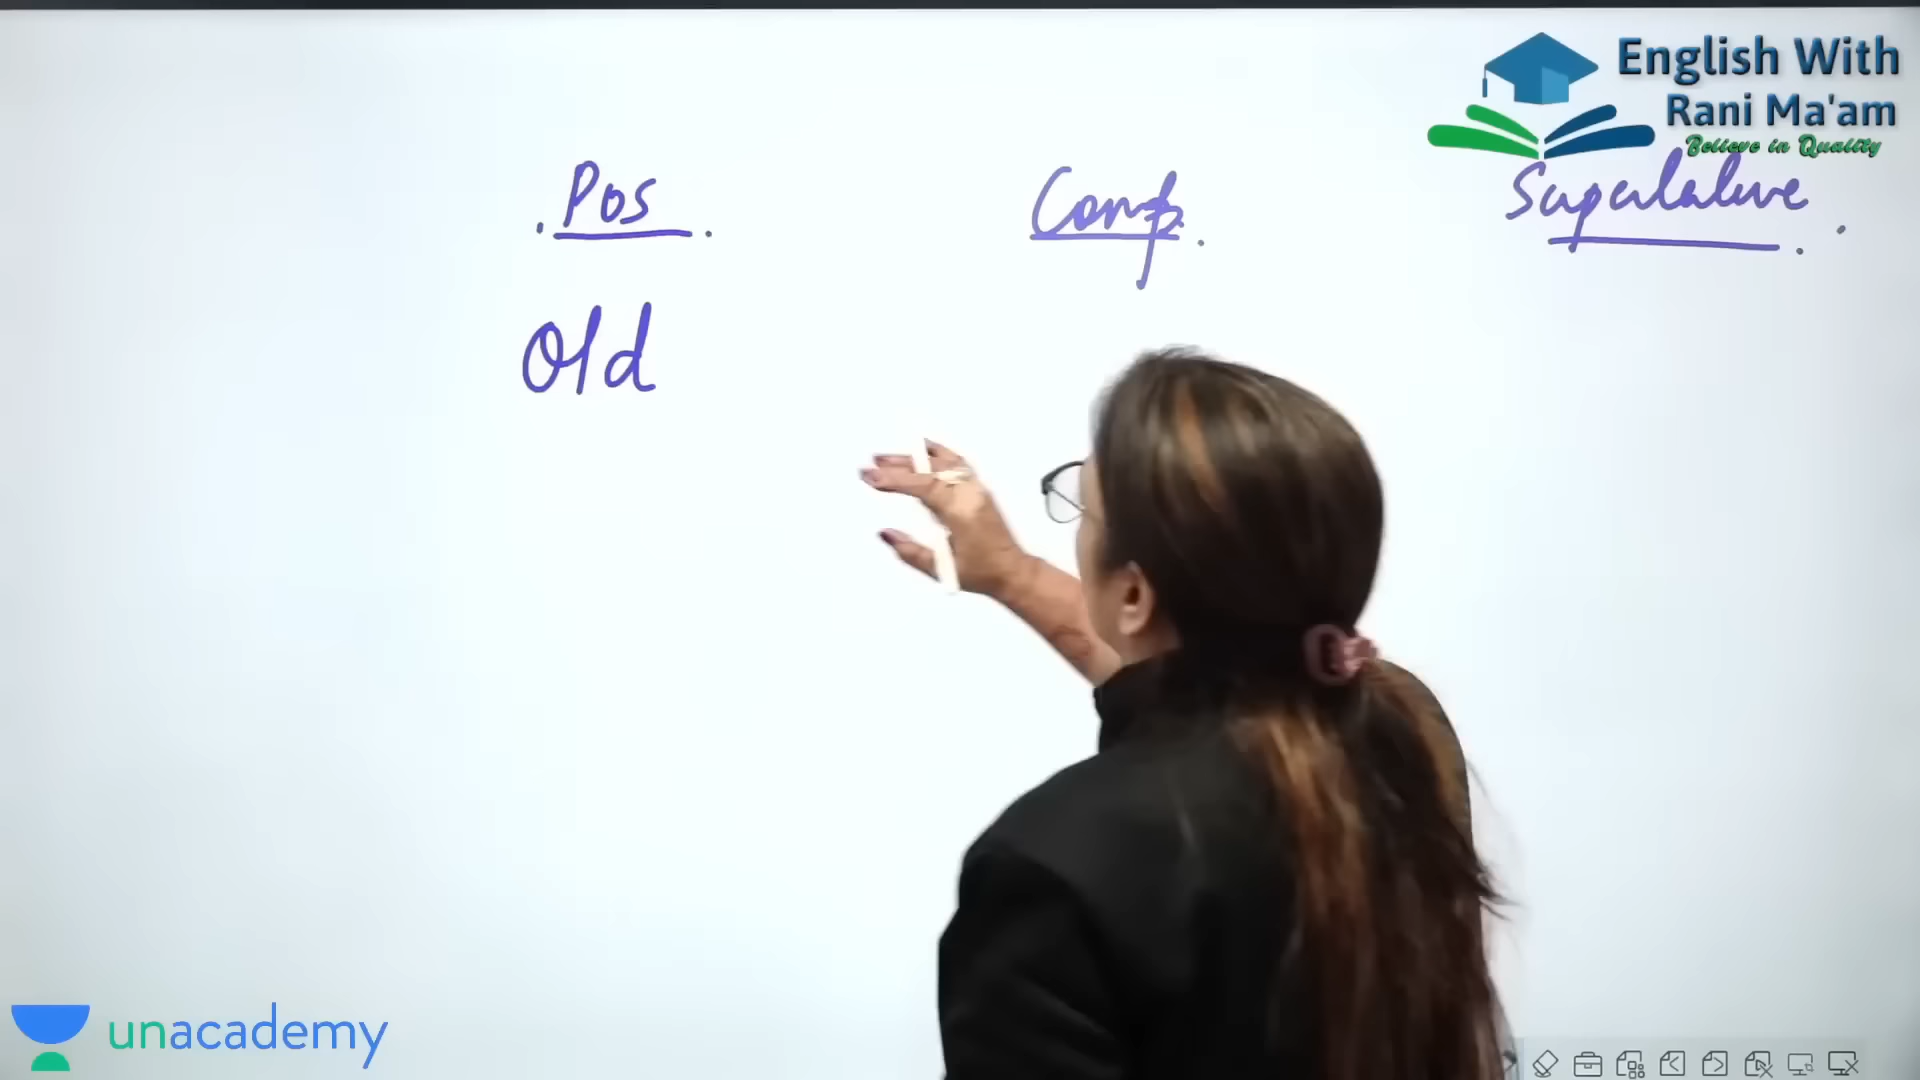 English With
Rani Ma'am
Believe in Quality
. Pos . Comp. Superlative . .
Old
unacademy